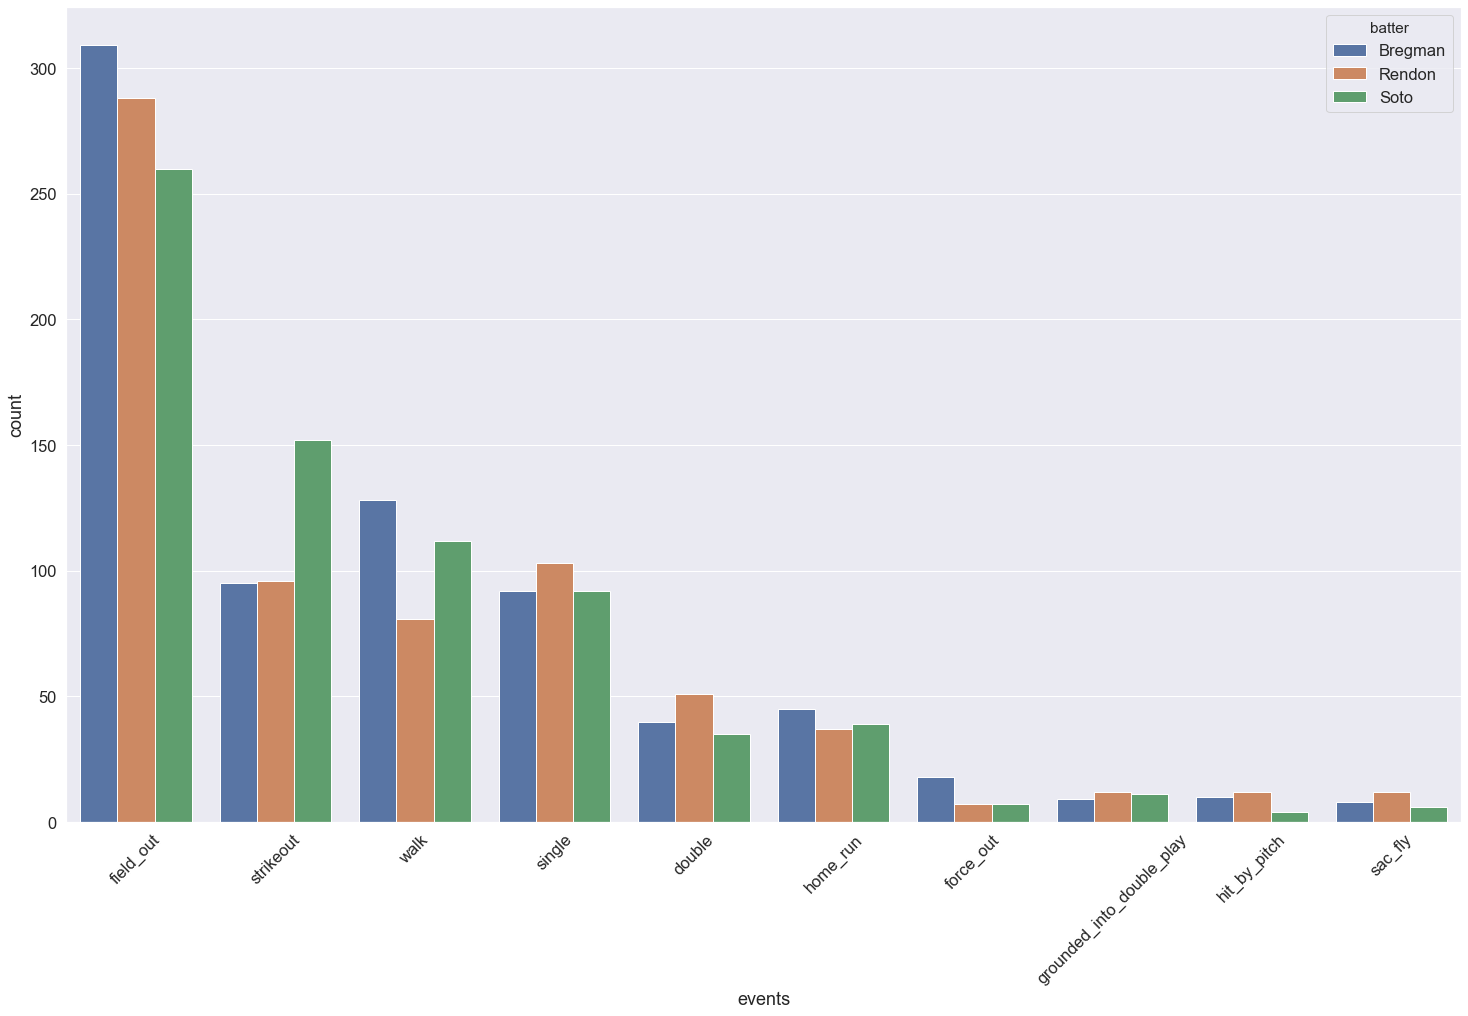 batter
Bregman
Rendon
Soto
count
300
250
200
150
100
50
0
field_out
strikeout
walk
single
double
home_run
force_out
grounded_into_double_play
hit_by_pitch
sac_fly
events